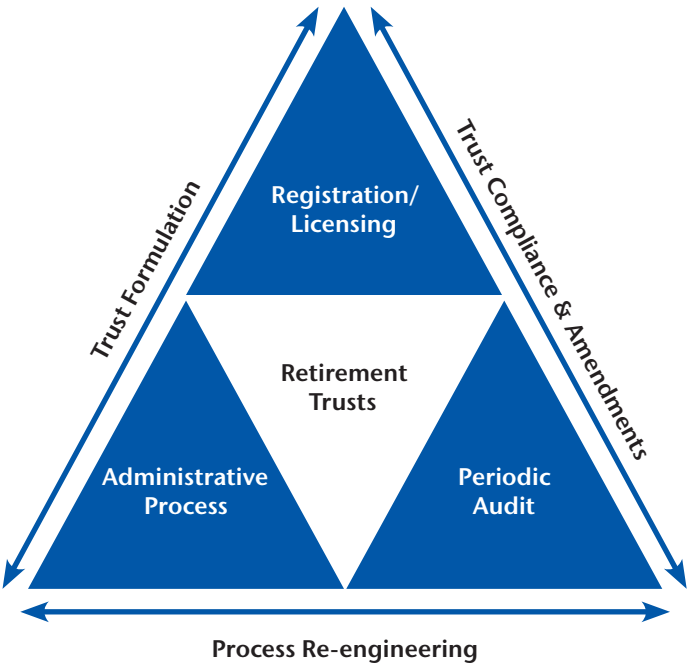 Registration/
Licensing
Trust Formulation
Trust Compliance & Amendments
Retirement
Trusts
Administrative
Process
Periodic
Audit
Process Re-engineering